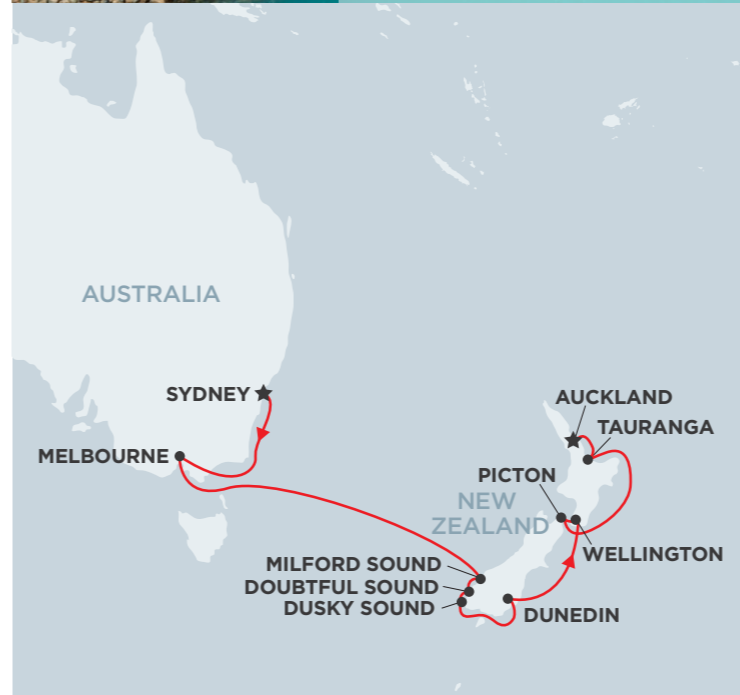 AUSTRALIA
SYDNEY
MELBOURNE
AUCKLAND
TAURANGA
PICTON
NEW
ZEALAND
WELLINGTON
MILFORD SOUND
DOUBTFUL SOUND
DUSKY SOUND
DUNEDIN